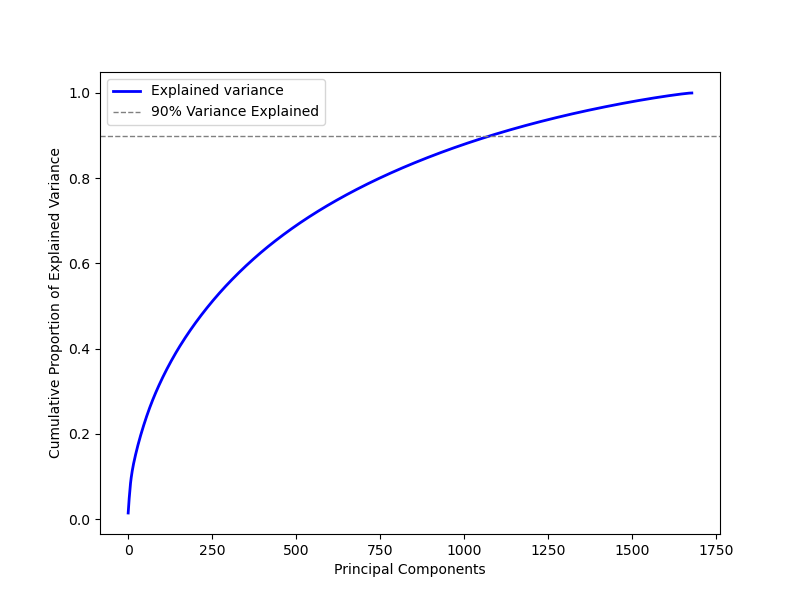 Explained variance
90% Variance Explained
Cumulative Proportion of Explained Variance
1.0
0.8
0.6
0.4
0.2
0.0
0 250 500 750 1000 1250 1500 1750
Principal Components